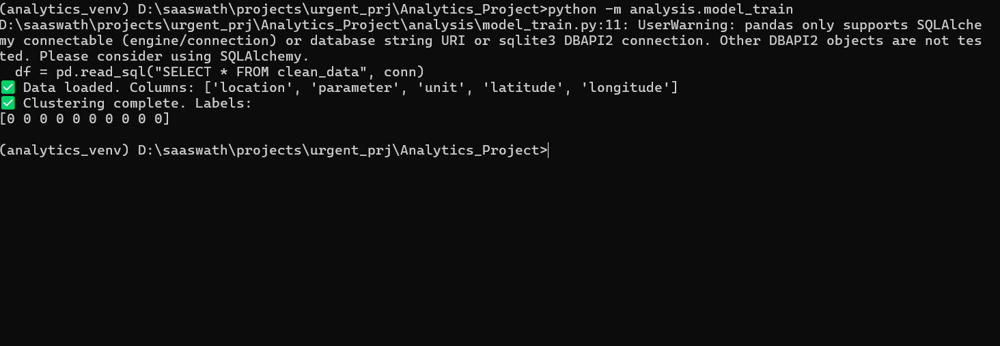 (analytics_venv) D:\saaswath\projects\urgent_prj\Analytics_Project>python -m analysis.model_train
D:\saaswath\projects\urgent_prj\Analytics_Project\analysis\model_train.py:11: UserWarning: pandas only supports SQLAlche
my connectable (engine/connection) or database string URI or sqlite3 DBAPI2 connection. Other DBAPI2 objects are not tes
ted. Please consider using SQLAlchemy.
  df = pd.read_sql("SELECT * FROM clean_data", conn)
✅ Data loaded. Columns: ['location', 'parameter', 'unit', 'latitude', 'longitude']
✅ Clustering complete. Labels:
[0 0 0 0 0 0 0 0 0 0]
(analytics_venv) D:\saaswath\projects\urgent_prj\Analytics_Project>